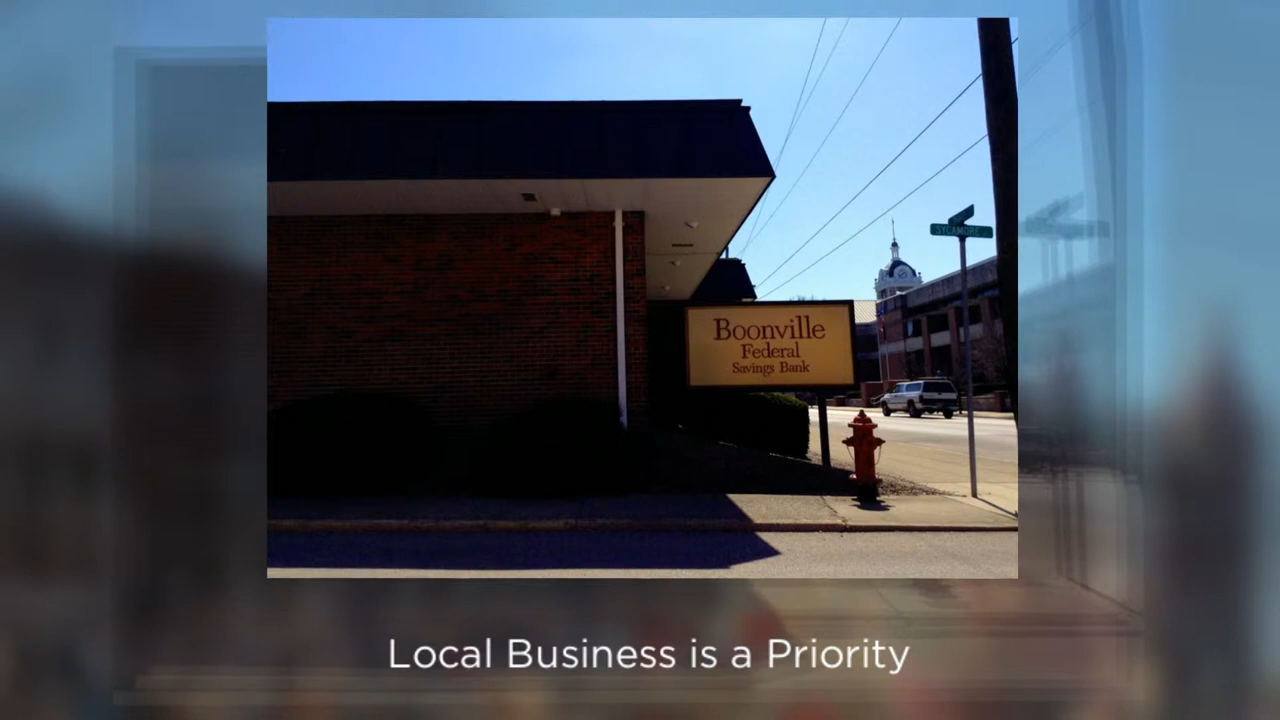 SYCAMORE
Boonville
Federal
Savings Bank
Local Business is a Priority